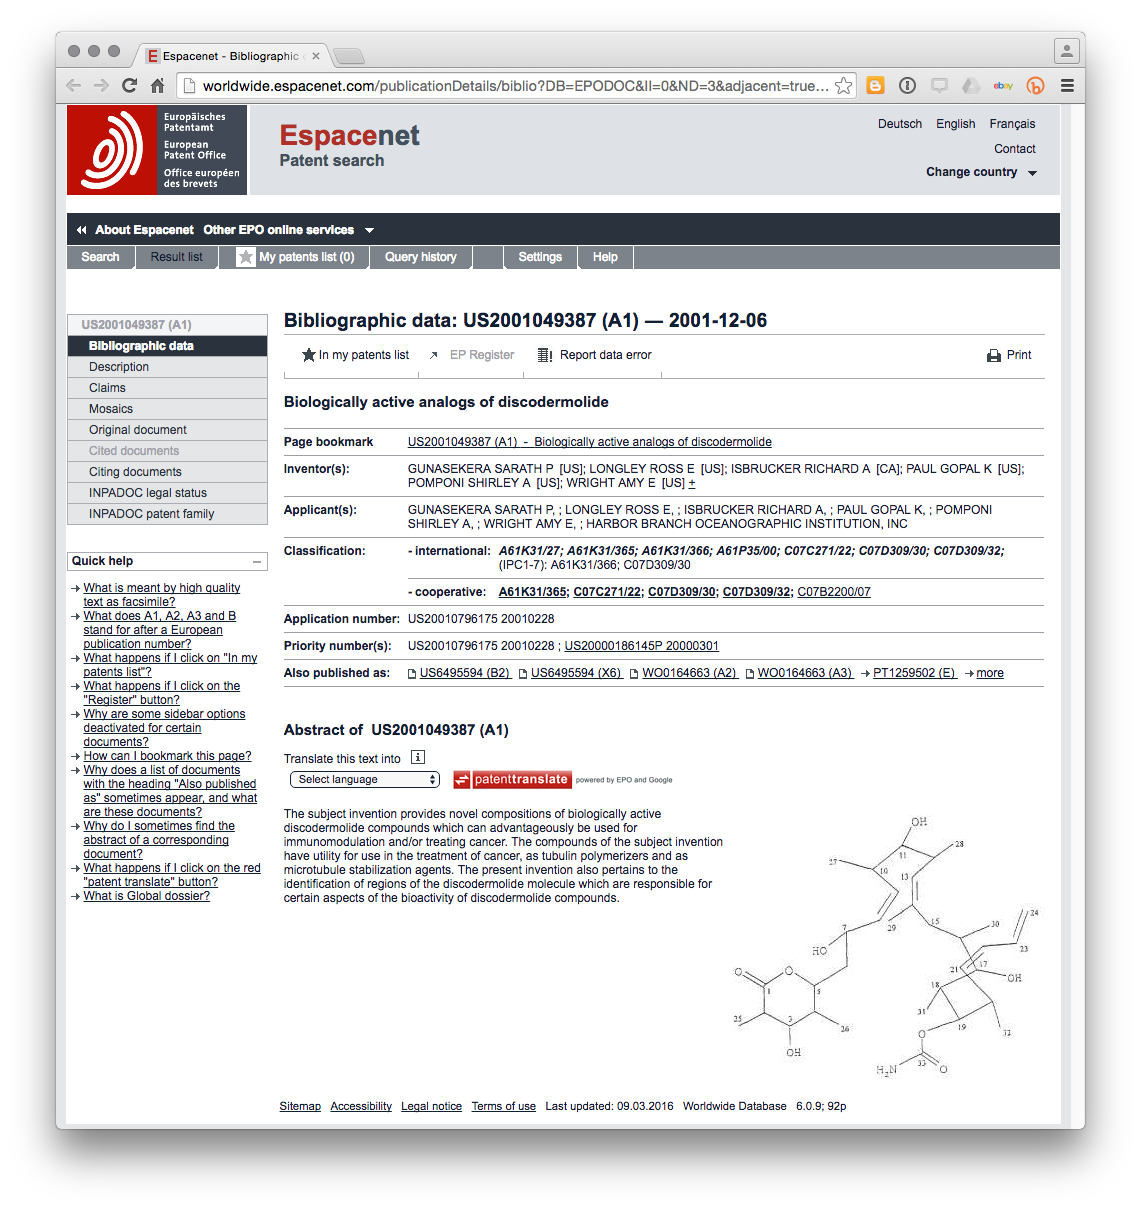 Espacenet - Bibliographic
worldwide.espacenet.com/publicationDetails/biblio?DB=EPODOC&II=0&ND=3&adjacent=true...
ebay
Europäisches
Patentamt
European
Patent Office
Office européen
des brevets
Espacenet
Patent search
Deutsch English Français
Contact
Change country
About Espacenet Other EPO online services
Search Result list My patents list (0) Query history Settings Help
US2001049387 (A1)
Bibliographic data
Description
Claims
Mosaics
Original document
Cited documents
Citing documents
INPADOC legal status
INPADOC patent family
Quick help
What is meant by high quality
text as facsimile?
What does A1, A2, A3 and B
stand for after a European
publication number?
What happens if I click on "In my
patents list"?
What happens if I click on the
"Register" button?
Why are some sidebar options
deactivated for certain
documents?
How can I bookmark this page?
Why does a list of documents
with the heading "Also published
as" sometimes appear, and what
are these documents?
Why do I sometimes find the
abstract of a corresponding
document?
What happens if I click on the red
"patent translate" button?
What is Global dossier?
Bibliographic data: US2001049387 (A1) — 2001-12-06
In my patents list EP Register Report data error Print
Biologically active analogs of discodermolide
Page bookmark US2001049387 (A1) - Biologically active analogs of discodermolide
Inventor(s): GUNASEKERA SARATH P [US]; LONGLEY ROSS E [US]; ISBRUCKER RICHARD A [CA]; PAUL GOPAL K [US];
POMPONI SHIRLEY A [US]; WRIGHT AMY E [US] +
Applicant(s): GUNASEKERA SARATH P, ; LONGLEY ROSS E, ; ISBRUCKER RICHARD A, ; PAUL GOPAL K, ; POMPONI
SHIRLEY A, ; WRIGHT AMY E, ; HARBOR BRANCH OCEANOGRAPHIC INSTITUTION, INC
Classification: - international: A61K31/27; A61K31/365; A61K31/366; A61P35/00; C07C271/22; C07D309/30; C07D309/32;
(IPC1-7): A61K31/366; C07D309/30
- cooperative: A61K31/365; C07C271/22; C07D309/30; C07D309/32; C07B2200/07
Application number: US20010796175 20010228
Priority number(s): US20010796175 20010228 ; US20000186145P 20000301
Also published as: US6495594 (B2) US6495594 (X6) WO0164663 (A2) WO0164663 (A3) PT1259502 (E) more
Abstract of US2001049387 (A1)
Translate this text into i
Select language patenttranslate powered by EPO and Google
The subject invention provides novel compositions of biologically active
discodermolide compounds which can advantageously be used for
immunomodulation and/or treating cancer. The compounds of the subject invention
have utility for use in the treatment of cancer, as tubulin polymerizers and as
microtubule stabilization agents. The present invention also pertains to the
identification of regions of the discodermolide molecule which are responsible for
certain aspects of the bioactivity of discodermolide compounds.
OH
28
11
27
10 13
24
7 29 15 30
HO 23
O O 21 17
OH
1 5 18
31
25 3 26 19 32
O
OH
33
H2N O
Sitemap Accessibility Legal notice Terms of use Last updated: 09.03.2016 Worldwide Database 6.0.9; 92p